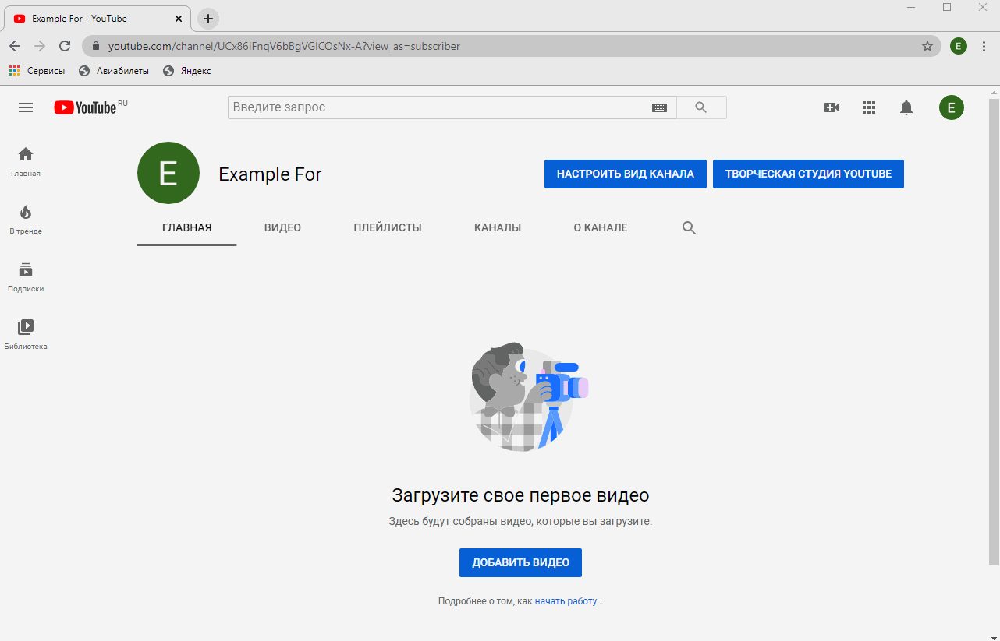 Example For - YouTube
youtube.com/channel/UCx86lFnqV6bBgVGlCOsNx-A?view_as=subscriber
E
Сервисы
Авиабилеты
Яндекс
YouTube RU
Введите запрос
E
Главная
В тренде
Подписки
Библиотека
E
Example For
НАСТРОИТЬ ВИД КАНАЛА
ТВОРЧЕСКАЯ СТУДИЯ YOUTUBE
ГЛАВНАЯ
ВИДЕО
ПЛЕЙЛИСТЫ
КАНАЛЫ
О КАНАЛЕ
Загрузите свое первое видео
Здесь будут собраны видео, которые вы загрузите.
ДОБАВИТЬ ВИДЕО
Подробнее о том, как начать работу…